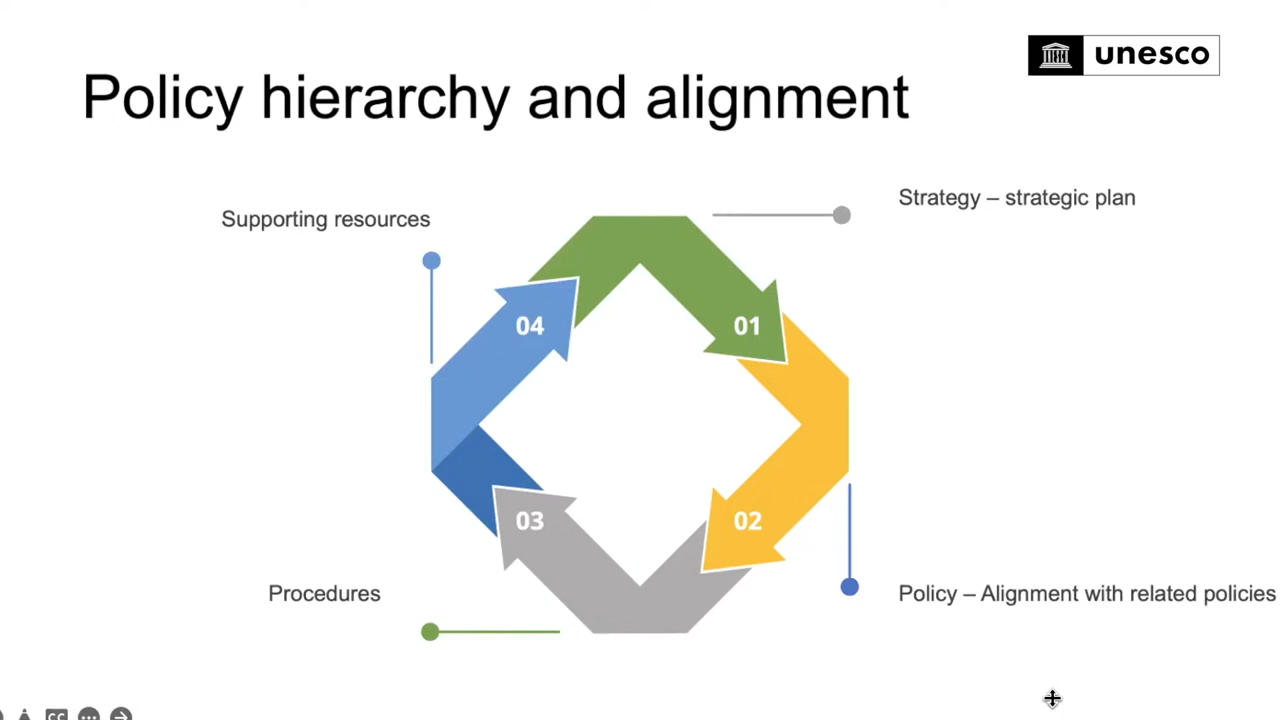 unesco
Policy hierarchy and alignment
Strategy – strategic plan
Supporting resources
04
01
03
02
Procedures
Policy – Alignment with related policies
CC